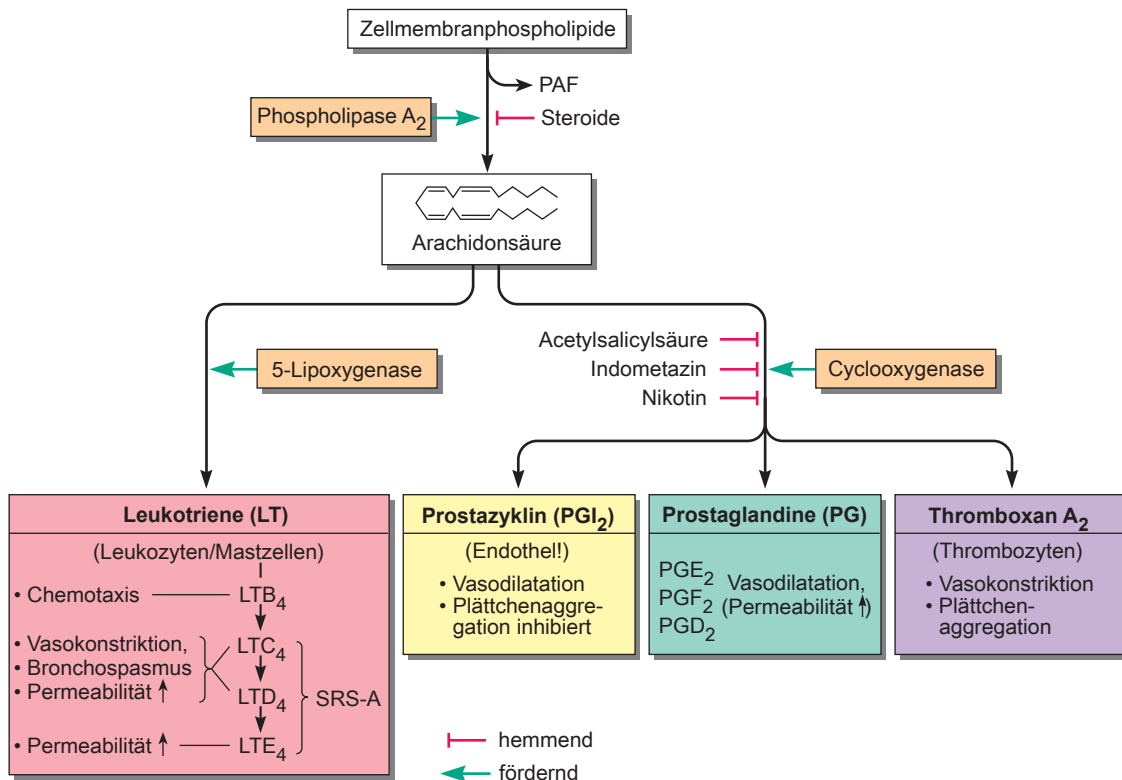 Zellmembranphospholipide
PAF
Phospholipase A2
Steroide
Arachidonsäure
Acetylsalicylsäure
Indometazin
Nikotin
5-Lipoxygenase
Cyclooxygenase
Leukotriene (LT)
(Leukozyten/Mastzellen)
• Chemotaxis
LTB4
• Vasokonstriktion,
• Bronchospasmus
• Permeabilität ↑
LTC4
LTD4
SRS-A
• Permeabilität ↑
LTE4
Prostazyklin (PGI2)
(Endothel!)
• Vasodilatation
• Plättchenaggre-
gation inhibiert
Prostaglandine (PG)
PGE2
PGF2
PGD2
Vasodilatation,
(Permeabilität ↑)
Thromboxan A2
(Thrombozyten)
• Vasokonstriktion
• Plättchen-
aggregation
hemmend
fördernd